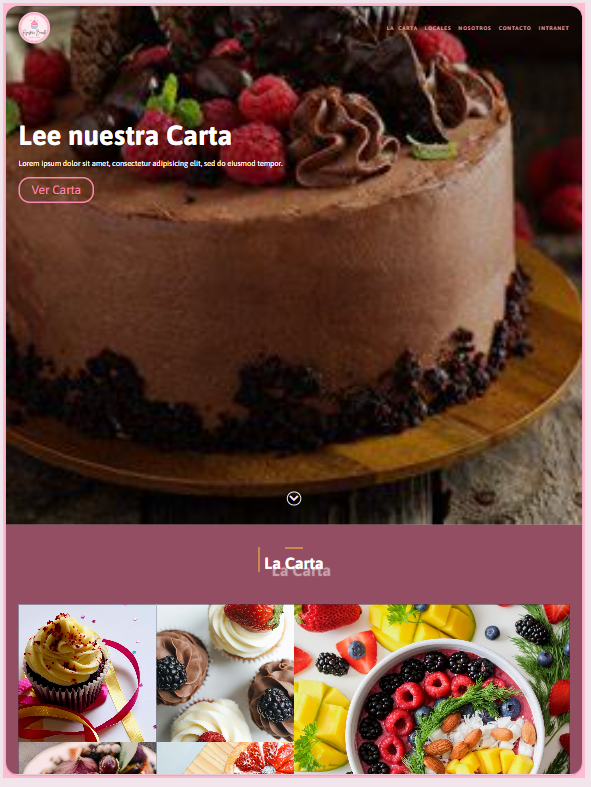 LA CARTA LOCALES NOSOTROS CONTACTO INTRANET
Lee nuestra Carta
Lorem ipsum dolor sit amet, consectetur adipisicing elit, sed do eiusmod tempor.
Ver Carta
La Carta
La Carta